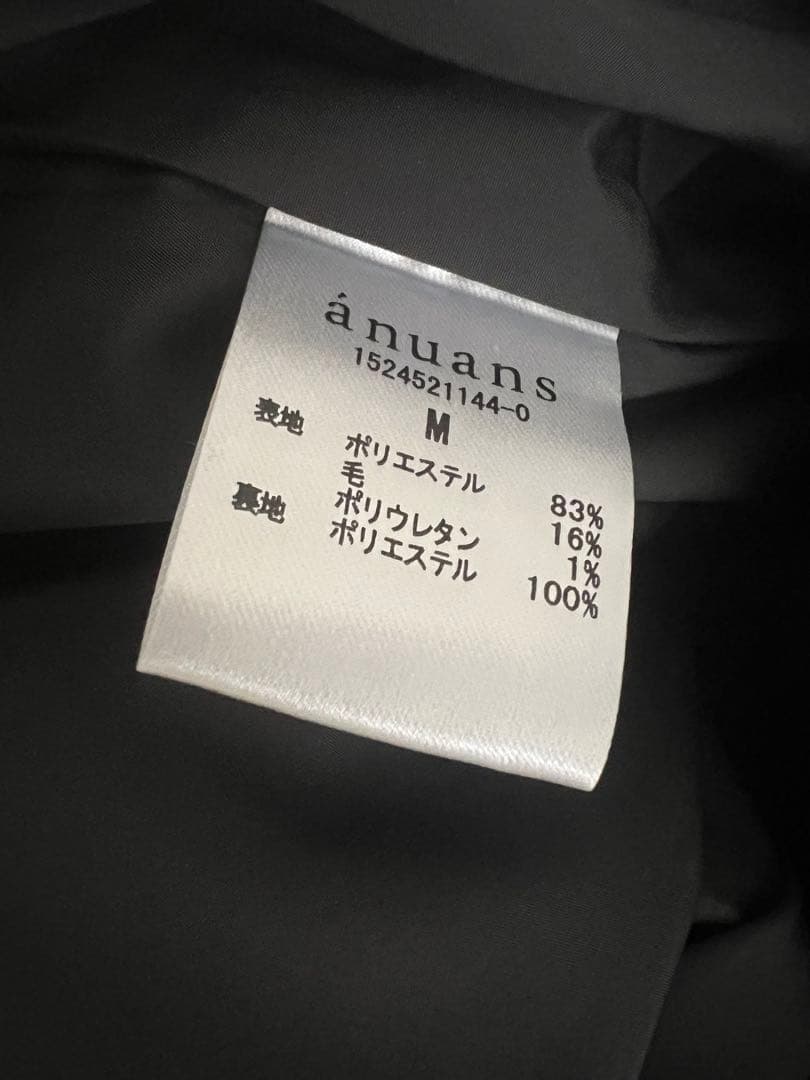 ánuans
1524521144-0
M
表地 ポリエステル 83%
毛 16%
ポリウレタン 1%
裏地 ポリエステル 100%